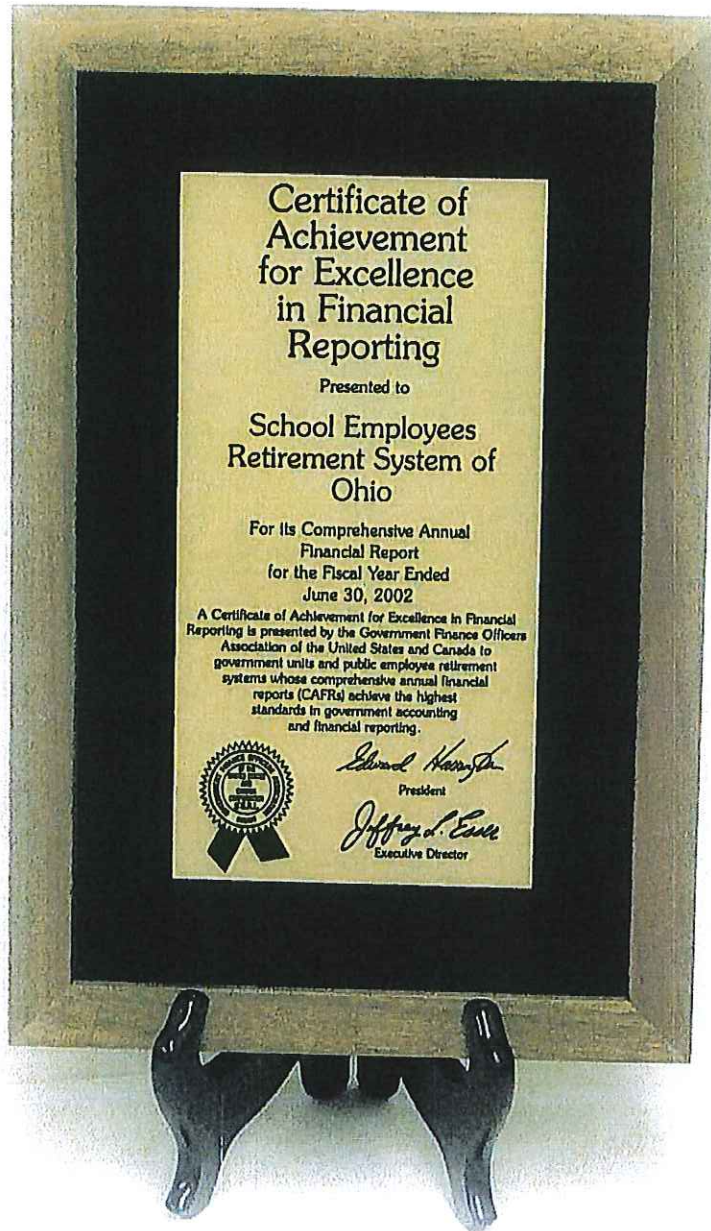 Certificate of
Achievement
for Excellence
in Financial
Reporting
Presented to
School Employees
Retirement System of
Ohio
For its Comprehensive Annual
Financial Report
for the Fiscal Year Ended
June 30, 2002
A Certificate of Achievement for Excellence in Financial
Reporting is presented by the Government Finance Officers
Association of the United States and Canada to
government units and public employee retirement
systems whose comprehensive annual financial
reports (CAFRs) achieve the highest
standards in government accounting
and financial reporting.
Edward
President
Jeffrey L. Esser
Executive Director